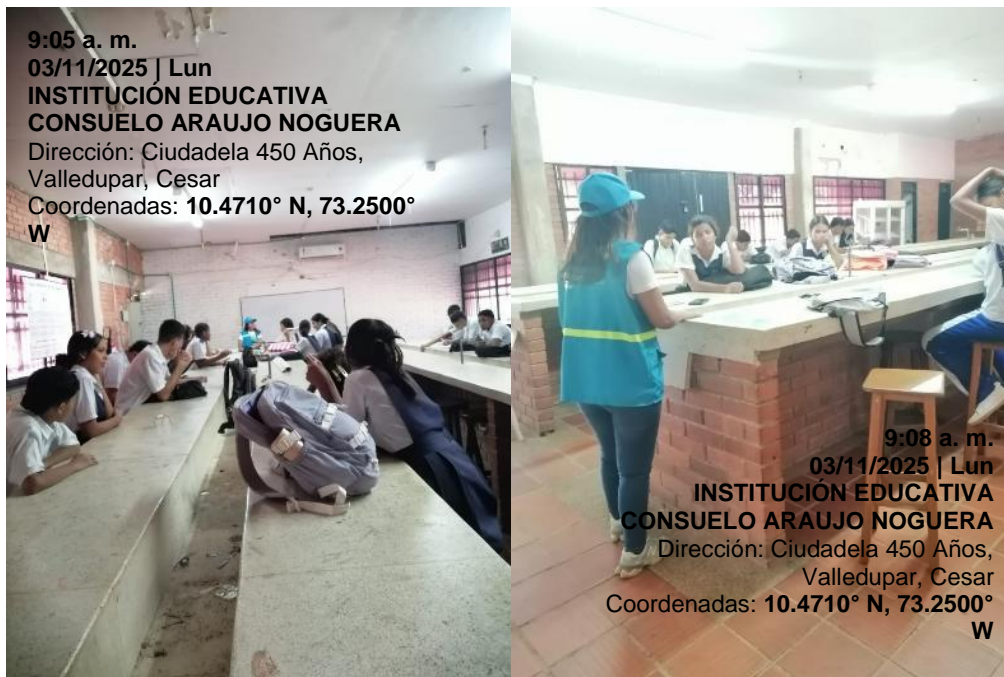 9:05 a. m.
03/11/2025 | Lun
INSTITUCIÓN EDUCATIVA
CONSUELO ARAUJO NOGUERA
Dirección: Ciudadela 450 Años,
Valledupar, Cesar
Coordenadas: 10.4710° N, 73.2500°
W
9:08 a. m.
03/11/2025 | Lun
INSTITUCIÓN EDUCATIVA
CONSUELO ARAUJO NOGUERA
Dirección: Ciudadela 450 Años,
Valledupar, Cesar
Coordenadas: 10.4710° N, 73.2500°
W